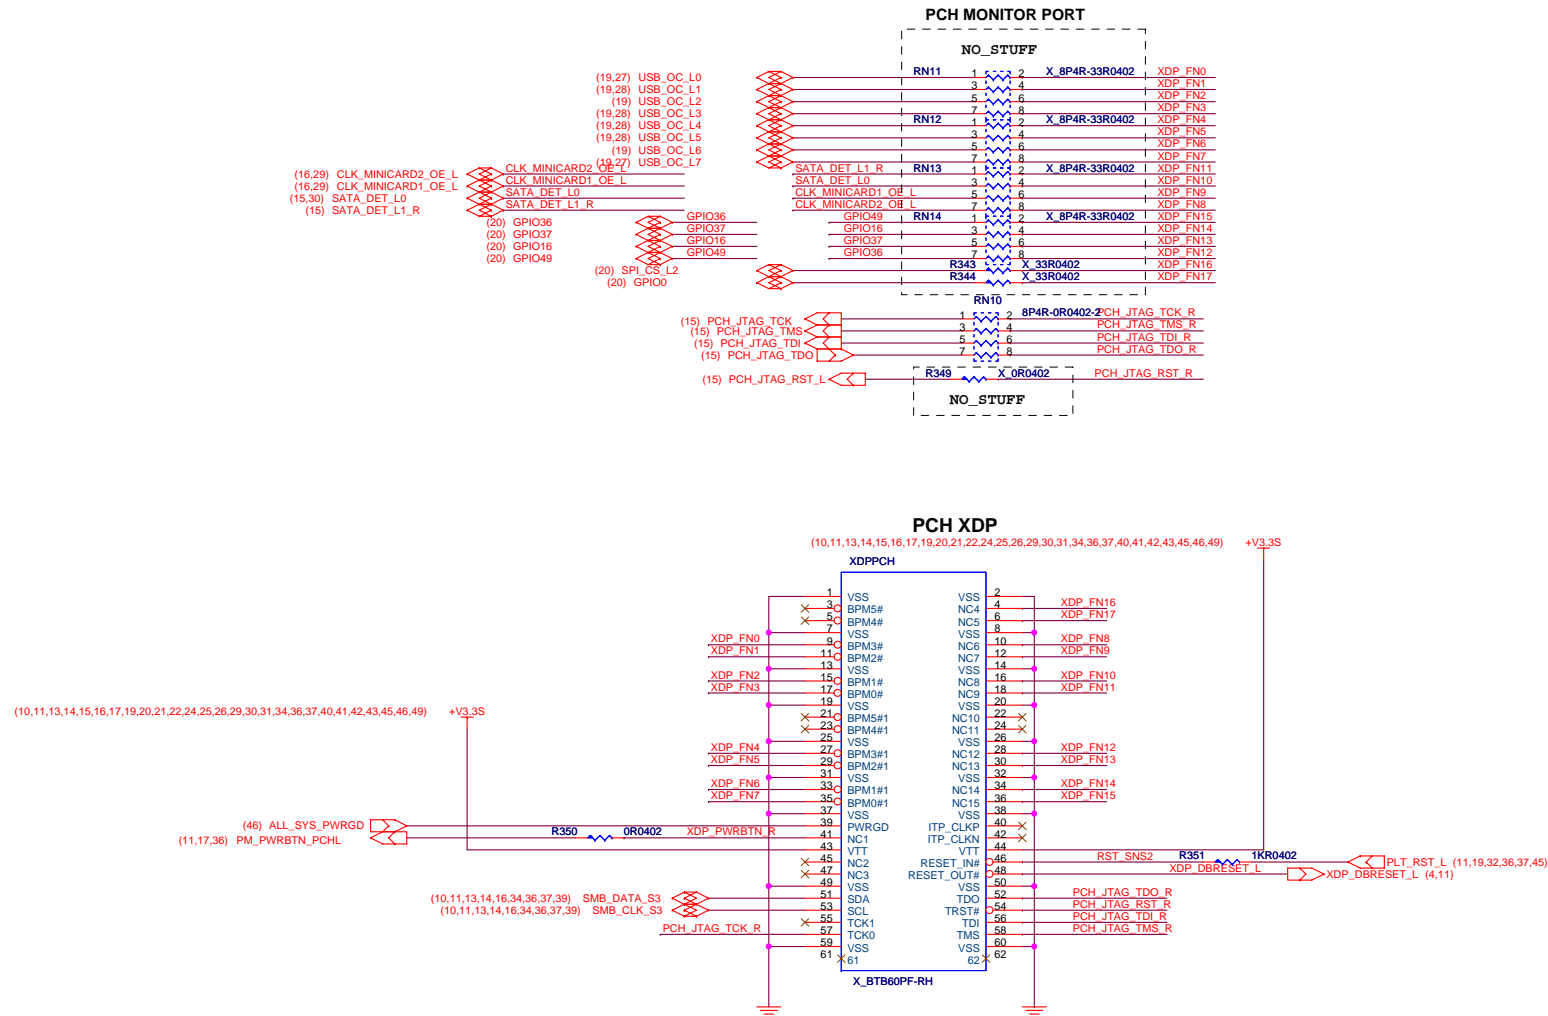 PCH MONITOR PORT
NO_STUFF
(19,27) USB_OC_L0 RN11 1 2 X_8P4R-33R0402 XDP_FN0
(19,28) USB_OC_L1 3 4 XDP_FN1
(19) USB_OC_L2 5 6 XDP_FN2
(19,28) USB_OC_L3 7 8 XDP_FN3
(19,28) USB_OC_L4 RN12 1 2 X_8P4R-33R0402 XDP_FN4
(19,28) USB_OC_L5 3 4 XDP_FN5
(19) USB_OC_L6 5 6 XDP_FN6
(19,27) USB_OC_L7 7 8 XDP_FN7
(16,29) CLK_MINICARD2_OE_L CLK_MINICARD2_OE_L SATA_DET_L1_R RN13 1 2 X_8P4R-33R0402 XDP_FN11
(16,29) CLK_MINICARD1_OE_L CLK_MINICARD1_OE_L SATA_DET_L0 3 4 XDP_FN10
(15,30) SATA_DET_L0 SATA_DET_L0 CLK_MINICARD1_OE_L 5 6 XDP_FN9
(15) SATA_DET_L1_R SATA_DET_L1_R CLK_MINICARD2_OE_L 7 8 XDP_FN8
(20) GPIO36 GPIO36 GPIO49 RN14 1 2 X_8P4R-33R0402 XDP_FN15
(20) GPIO37 GPIO37 GPIO16 3 4 XDP_FN14
(20) GPIO16 GPIO16 GPIO37 5 6 XDP_FN13
(20) GPIO49 GPIO49 GPIO36 7 8 XDP_FN12
(20) SPI_CS_L2 R343 X_33R0402 XDP_FN16
(20) GPIO0 R344 X_33R0402 XDP_FN17
RN10
(15) PCH_JTAG_TCK 1 2 8P4R-0R0402-2 PCH_JTAG_TCK_R
(15) PCH_JTAG_TMS 3 4 PCH_JTAG_TMS_R
(15) PCH_JTAG_TDI 5 6 PCH_JTAG_TDI_R
(15) PCH_JTAG_TDO 7 8 PCH_JTAG_TDO_R
(15) PCH_JTAG_RST_L R349 X_0R0402 PCH_JTAG_RST_R
NO_STUFF
PCH XDP
(10,11,13,14,15,16,17,19,20,21,22,24,25,26,29,30,31,34,36,37,40,41,42,43,45,46,49) +V3.3S
XDPPCH
1 VSS VSS 2
3 BPM5# NC4 4 XDP_FN16
5 BPM4# NC5 6 XDP_FN17
7 VSS VSS 8
XDP_FN0 9 BPM3# NC6 10 XDP_FN8
XDP_FN1 11 BPM2# NC7 12 XDP_FN9
13 VSS VSS 14
XDP_FN2 15 BPM1# NC8 16 XDP_FN10
XDP_FN3 17 BPM0# NC9 18 XDP_FN11
19 VSS VSS 20
(10,11,13,14,15,16,17,19,20,21,22,24,25,26,29,30,31,34,36,37,40,41,42,43,45,46,49) +V3.3S
21 BPM5#1 NC10 22
23 BPM4#1 NC11 24
25 VSS VSS 26
XDP_FN4 27 BPM3#1 NC12 28 XDP_FN12
XDP_FN5 29 BPM2#1 NC13 30 XDP_FN13
31 VSS VSS 32
XDP_FN6 33 BPM1#1 NC14 34 XDP_FN14
XDP_FN7 35 BPM0#1 NC15 36 XDP_FN15
37 VSS VSS 38
(46) ALL_SYS_PWRGD 39 PWRGD ITP_CLKP 40
(11,17,36) PM_PWRBTN_PCHL R350 0R0402 XDP_PWRBTN_R 41 NC1 ITP_CLKN 42
43 VTT VTT 44
45 NC2 RESET_IN# 46 RST_SNS2 R351 1KR0402 PLT_RST_L (11,19,32,36,37,45)
47 NC3 RESET_OUT# 48 XDP_DBRESET_L XDP_DBRESET_L (4,11)
49 VSS VSS 50
(10,11,13,14,16,34,36,37,39) SMB_DATA_S3 51 SDA TDO 52 PCH_JTAG_TDO_R
(10,11,13,14,16,34,36,37,39) SMB_CLK_S3 53 SCL TRST# 54 PCH_JTAG_RST_R
55 TCK1 TDI 56 PCH_JTAG_TDI_R
PCH_JTAG_TCK_R 57 TCK0 TMS 58 PCH_JTAG_TMS_R
59 VSS VSS 60
61 61 62 62
X_BTB60PF-RH